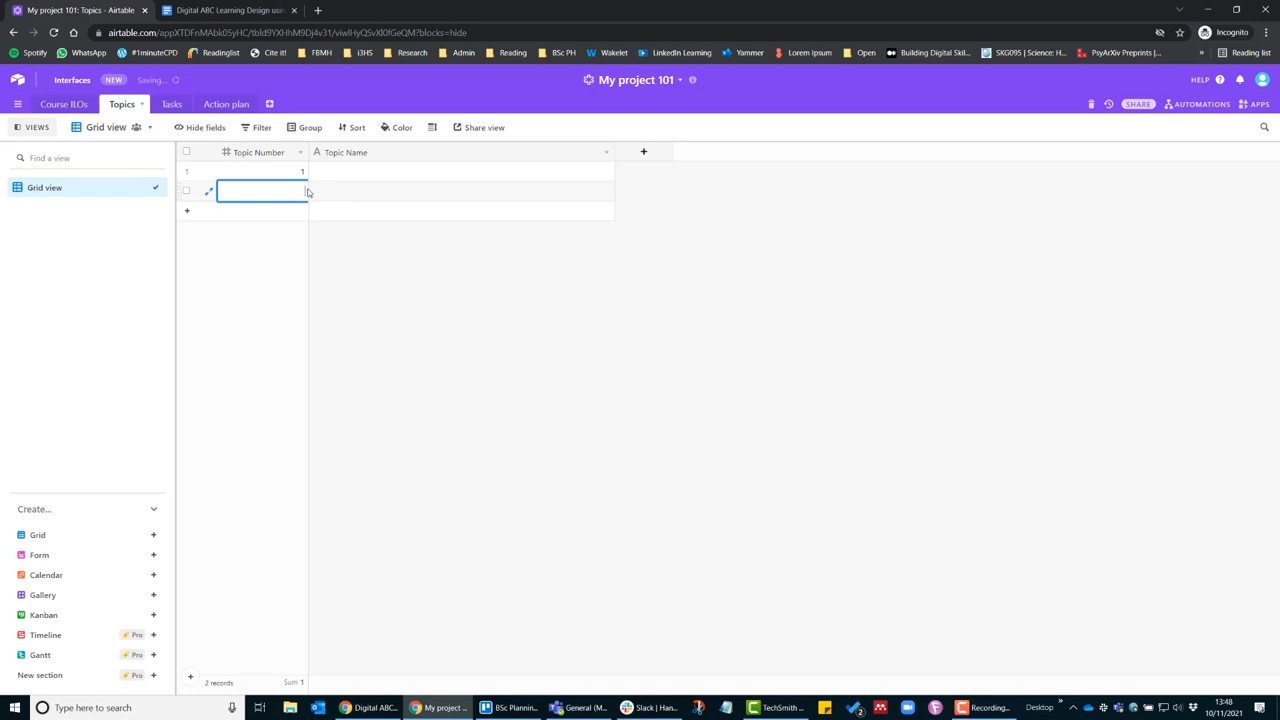 My project 101: Topics - Airtable
Digital ABC Learning Design usin
airtable.com/appXTDFnMAbk05yHC/tbld9YXHhM9Dj4v31/viwlHyQSvXl0fGeQM?blocks=hide
Incognito
Spotify
WhatsApp
#1minuteCPD
Readinglist
Cite it!
FBMH
i3HS
Research
Admin
Reading
BSc PH
Wakelet
LinkedIn Learning
Yammer
Lorem Ipsum
Open
Building Digital Skil...
SKG095 | Science: H...
PsyArXiv Preprints |...
»
Reading list
Interfaces
NEW
Saving...
My project 101
HELP
Course ILOs
Topics
Tasks
Action plan
SHARE
AUTOMATIONS
APPS
VIEWS
Grid view
Hide fields
Filter
Group
Sort
Color
Share view
Find a view
Grid view
Topic Number
A Topic Name
1
1
Create...
Grid
Form
Calendar
Gallery
Kanban
Timeline
Pro
Gantt
Pro
New section
Pro
2 records
Sum 1
Type here to search
Digital ABC...
My project ...
BSc Plannin...
General (M...
Slack | Han...
TechSmith ...
Recording...
Desktop
»
13:48
10/11/2021